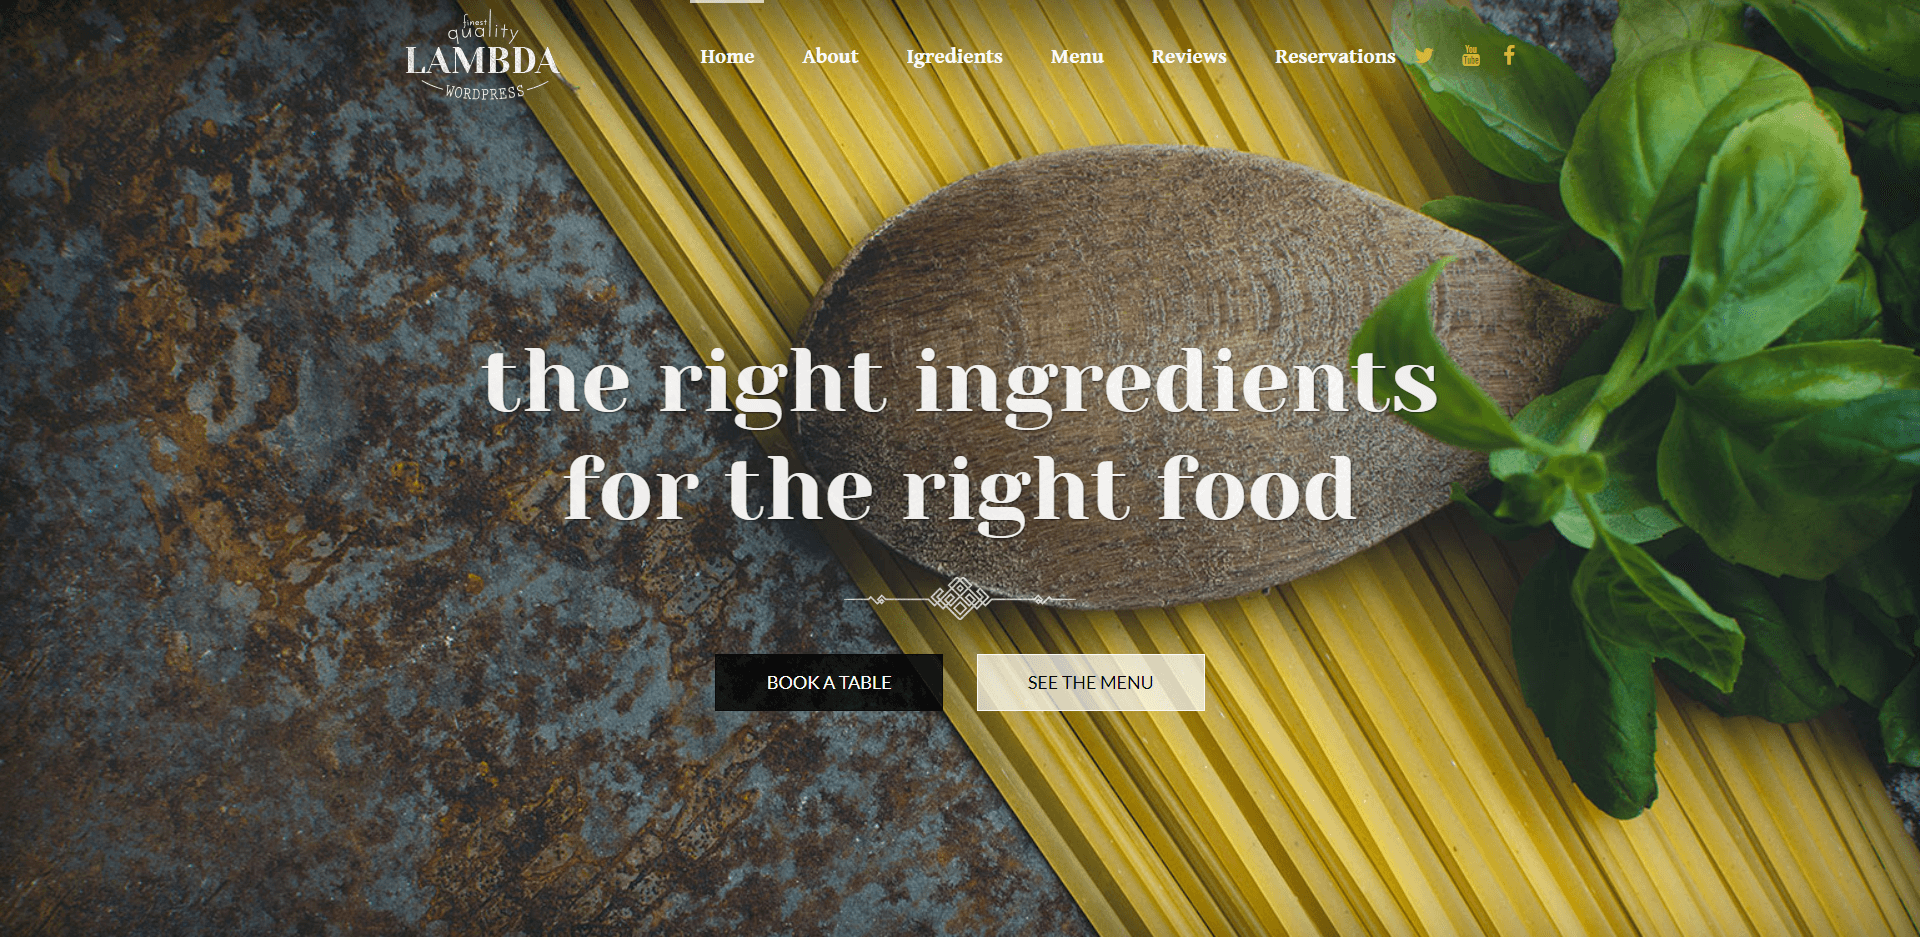 finest
quality
LAMBDA
WORDPRESS
Home About Igredients Menu Reviews Reservations
You
Tube
the right ingredients
for the right food
BOOK A TABLE SEE THE MENU